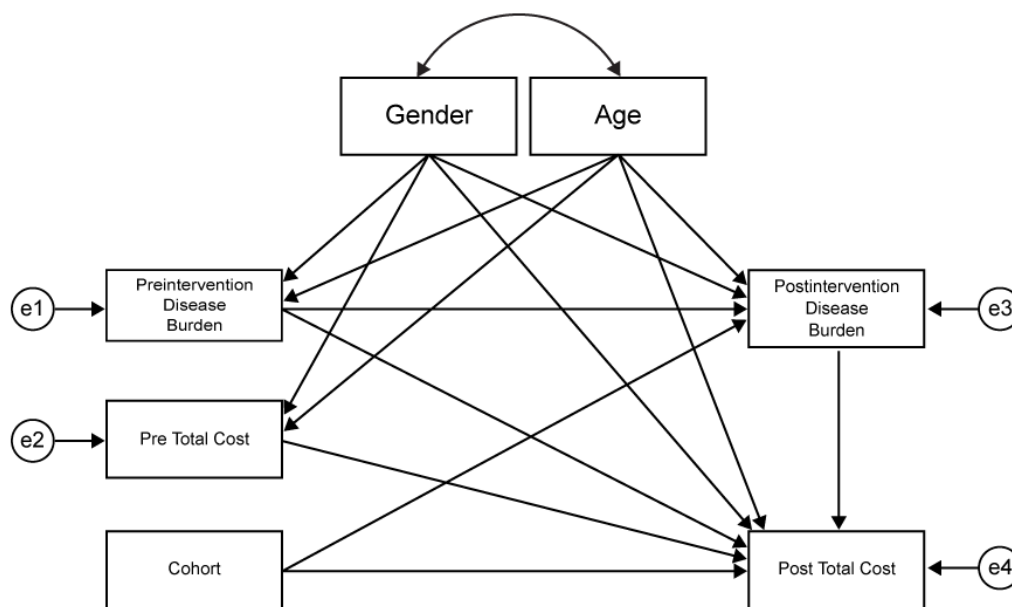 Gender
Age
e1
Preintervention
Disease
Burden
Postintervention
Disease
Burden
e3
e2
Pre Total Cost
Cohort
Post Total Cost
e4